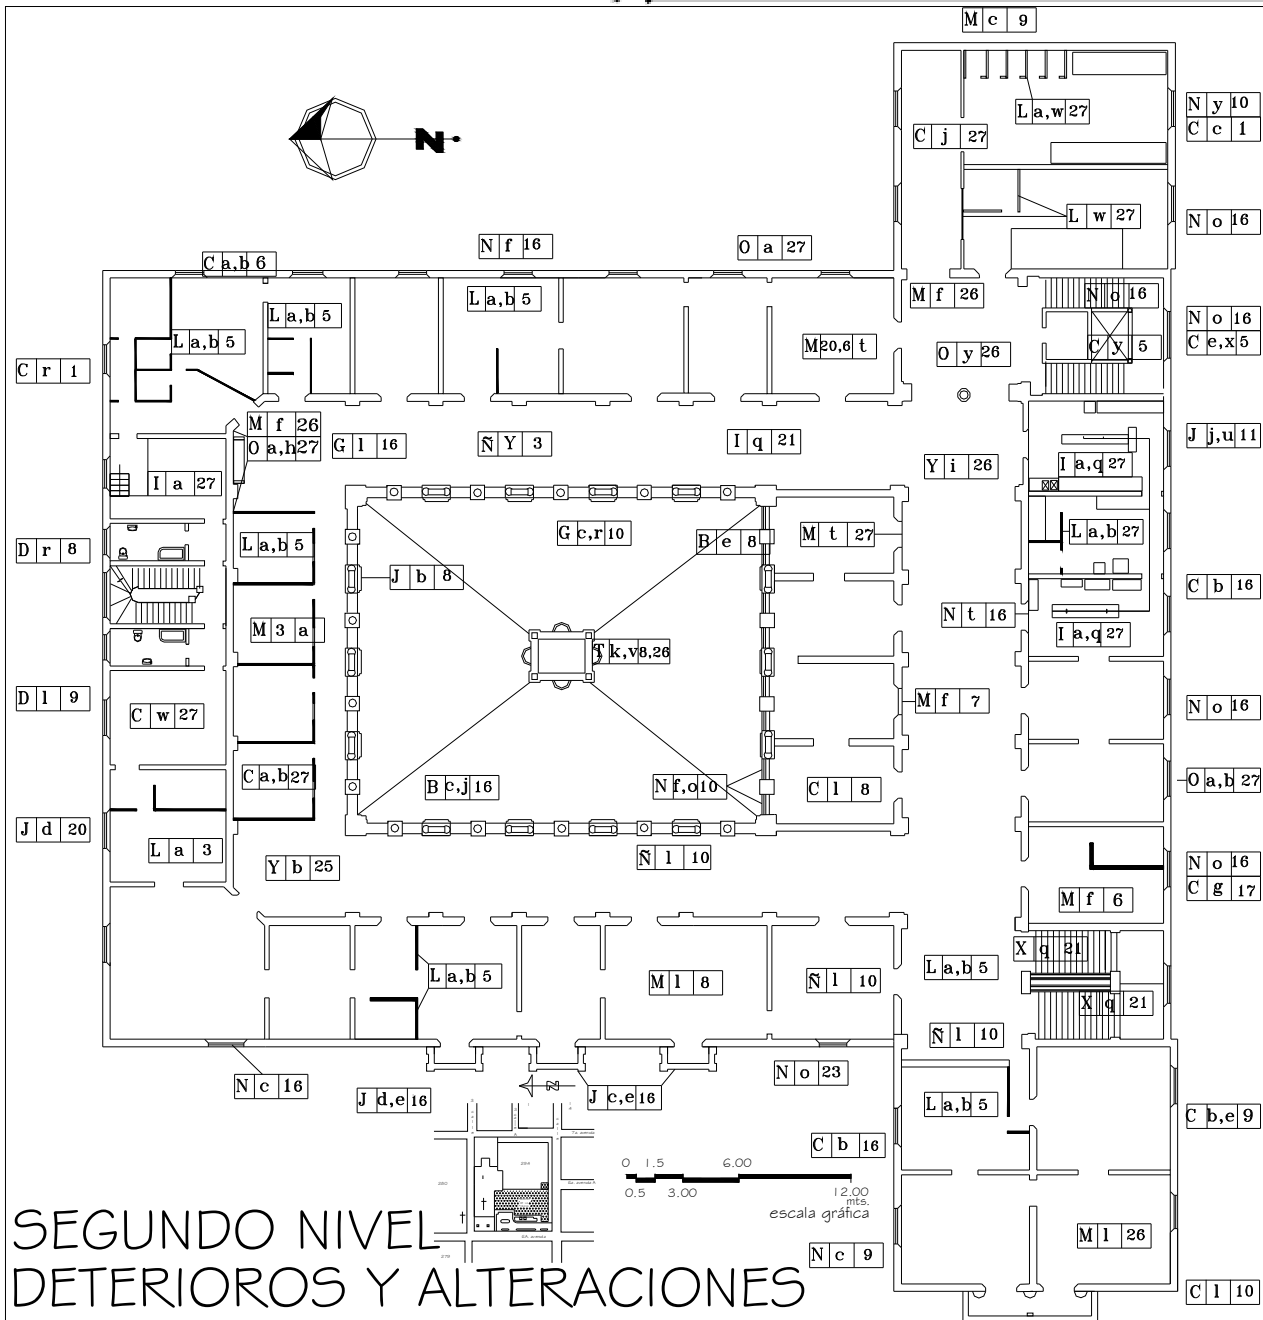 M c 9
N y 10
C c 1
L a,w 27
C j 27
L w 27
N o 16
N
N f 16
O a 27
C a,b 6
M f 26
N o 16
L a,b 5
L a,b 5
L a,b 5
N o 16
C e,x 5
C y 5
M 20,6 t
O y 26
C r 1
M f 26
O a,h 27
G l 16
Ñ Y 3
I q 21
J j,u 11
I a,q 27
Y i 26
I a 27
G c,r 10
B e 8
M t 27
L a,b 27
L a,b 5
D r 8
J b 8
C b 16
N t 16
M 3 a
I a,q 27
T k,v 8,26
D l 9
C w 27
M f 7
N o 16
C a,b 27
B c,j 16
N f,o 10
C l 8
O a,b 27
J d 20
L a 3
Ñ l 10
Y b 25
N o 16
C g 17
M f 6
X q 21
L a,b 5
L a,b 5
M l 8
Ñ l 10
X q 21
Ñ l 10
N c 16
J d,e 16
N
J c,e 16
N o 23
L a,b 5
C b,e 9
C b 16
0 1.5 6.00
0.5 3.00 12.00
mts.
escala gráfica
M l 26
N c 9
C l 10
SEGUNDO NIVEL
DETERIOROS Y ALTERACIONES